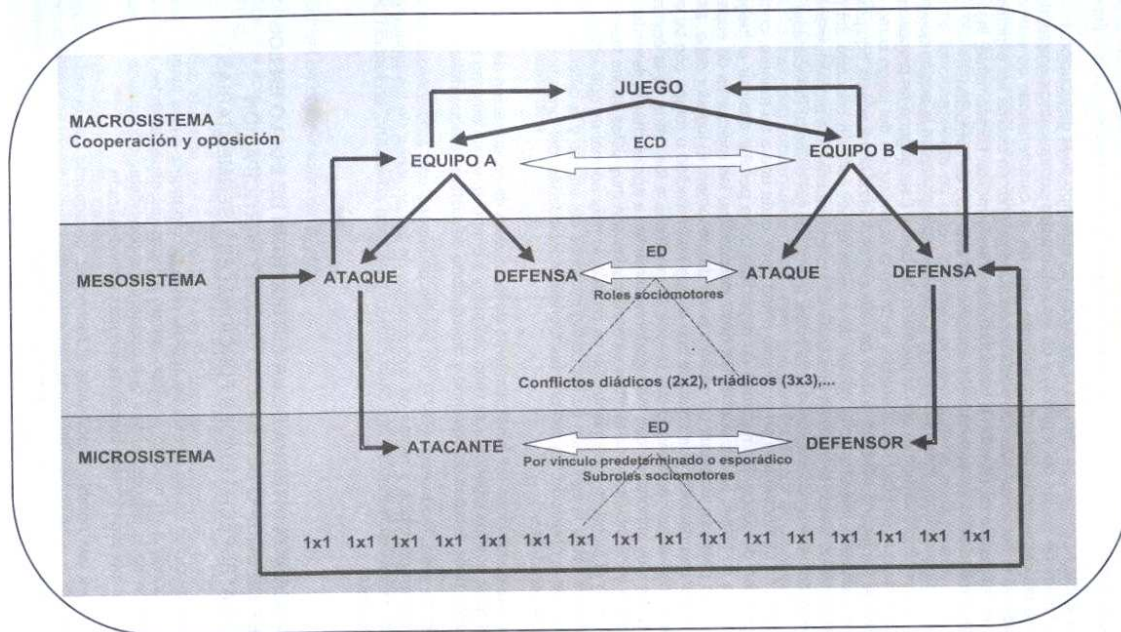 JUEGO
MACROSISTEMA
Cooperación y oposición
ECD
EQUIPO A
EQUIPO B
ED
MESOSISTEMA
ATAQUE
DEFENSA
ATAQUE
DEFENSA
Roles sociomotores
Conflictos diádicos (2x2), triádicos (3x3),...
ED
MICROSISTEMA
ATACANTE
DEFENSOR
Por vínculo predeterminado o esporádico
Subroles sociomotores
1x1 1x1 1x1 1x1 1x1 1x1 1x1 1x1 1x1 1x1 1x1 1x1 1x1 1x1 1x1 1x1